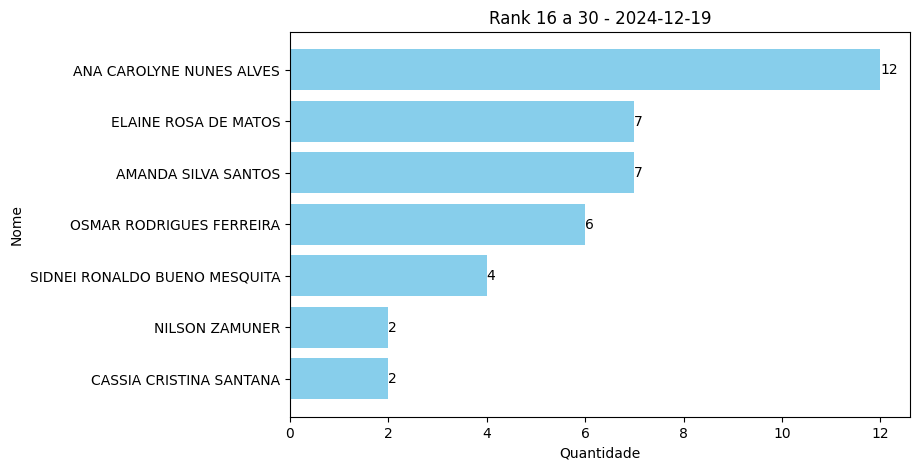 Rank 16 a 30 - 2024-12-19
ANA CAROLYNE NUNES ALVES 12
ELAINE ROSA DE MATOS 7
AMANDA SILVA SANTOS 7
OSMAR RODRIGUES FERREIRA 6
SIDNEI RONALDO BUENO MESQUITA 4
NILSON ZAMUNER 2
CASSIA CRISTINA SANTANA 2
Nome
0 2 4 6 8 10 12
Quantidade